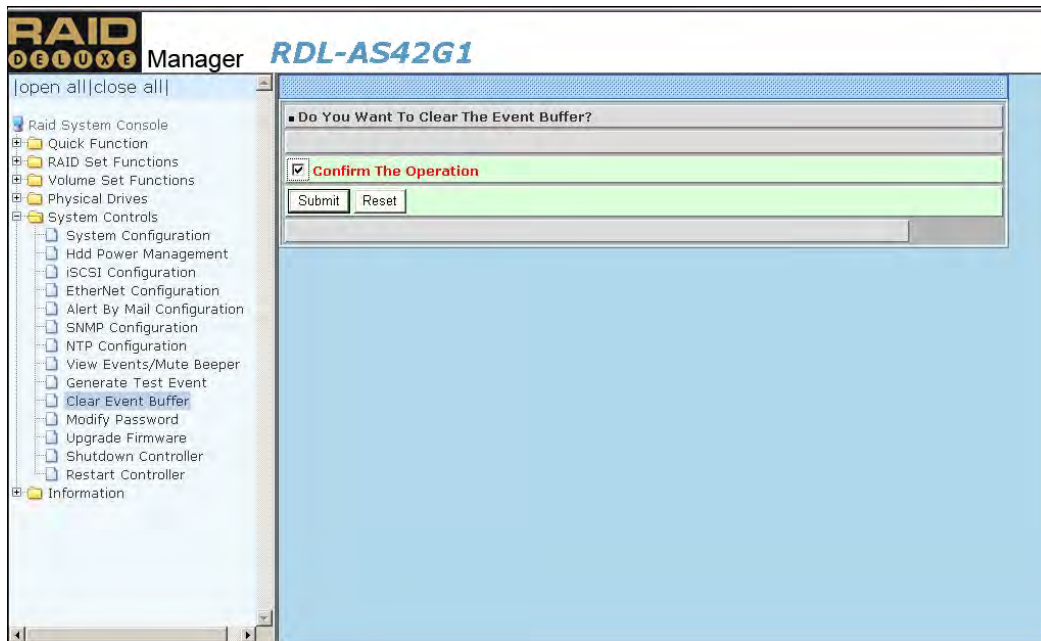 RAID
DELUXE Manager
RDL-AS42G1
|open all|close all|
Raid System Console
Quick Function
RAID Set Functions
Volume Set Functions
Physical Drives
System Controls
System Configuration
Hdd Power Management
iSCSI Configuration
EtherNet Configuration
Alert By Mail Configuration
SNMP Configuration
NTP Configuration
View Events/Mute Beeper
Generate Test Event
Clear Event Buffer
Modify Password
Upgrade Firmware
Shutdown Controller
Restart Controller
Information
Do You Want To Clear The Event Buffer?
Confirm The Operation
Submit Reset